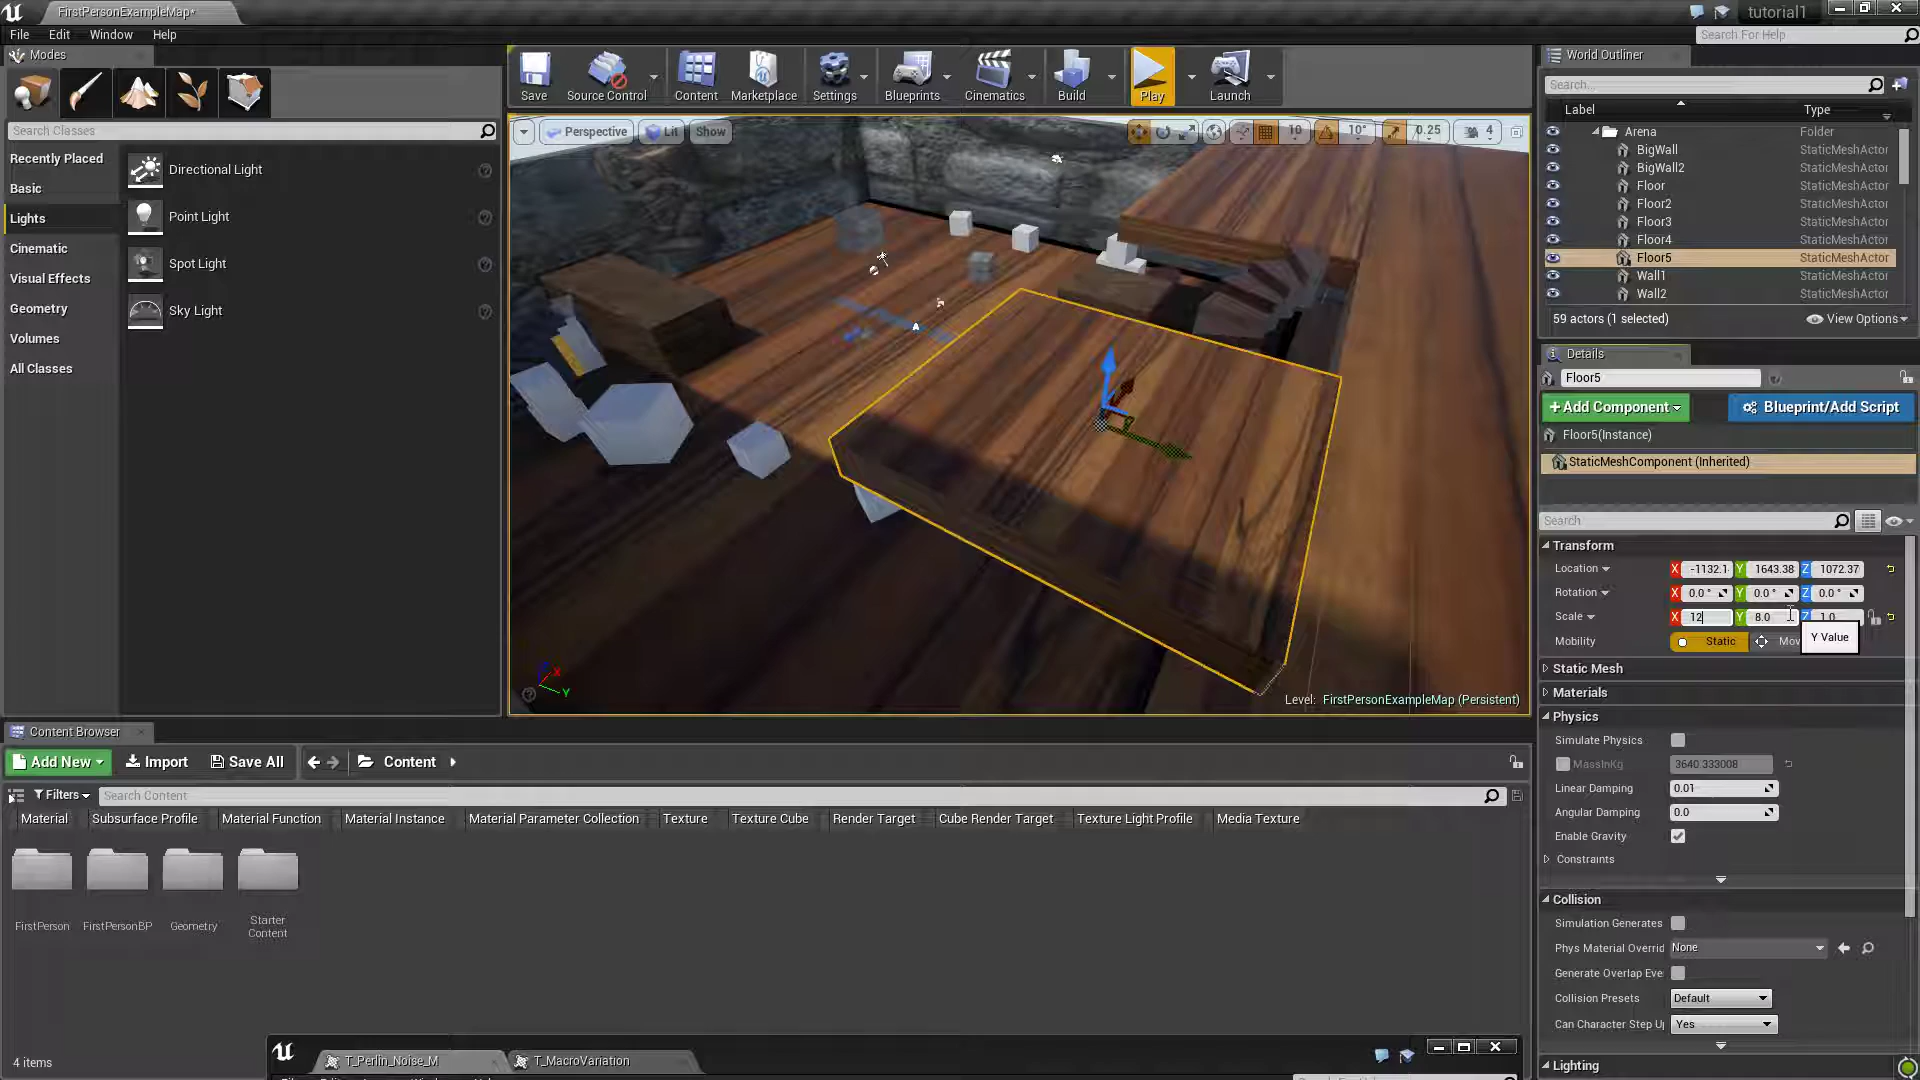 FirstPersonExampleMap*
tutorial1
File Edit Window Help
Search For Help
Modes
Search Classes
Recently Placed
Basic
Lights
Cinematic
Visual Effects
Geometry
Volumes
All Classes
Directional Light
Point Light
Spot Light
Sky Light
Save Source Control Content Marketplace Settings Blueprints Cinematics Build Play Launch
Perspective Lit Show 10 10° 0.25 4
Level: FirstPersonExampleMap (Persistent)
World Outliner
Search...
Label Type
Arena Folder
BigWall StaticMeshActor
BigWall2 StaticMeshActor
Floor StaticMeshActor
Floor2 StaticMeshActor
Floor3 StaticMeshActor
Floor4 StaticMeshActor
Floor5 StaticMeshActor
Wall1 StaticMeshActor
Wall2 StaticMeshActor
59 actors (1 selected) View Options
Details
Floor5
+Add Component Blueprint/Add Script
Floor5(Instance)
StaticMeshComponent (Inherited)
Search
Transform
Location X -1132.1 Y 1643.38 Z 1072.37
Rotation X 0.0 ° Y 0.0 ° Z 0.0 °
Scale X 12 Y 8.0 Z 1.0
Mobility Static Mov
Y Value
Static Mesh
Materials
Physics
Simulate Physics
MassInKg 3640.333008
Linear Damping 0.01
Angular Damping 0.0
Enable Gravity
Constraints
Collision
Simulation Generates
Phys Material Overrid None
Generate Overlap Eve
Collision Presets Default
Can Character Step U Yes
Lighting
Content Browser
Add New Import Save All Content
Filters Search Content
Material Subsurface Profile Material Function Material Instance Material Parameter Collection Texture Texture Cube Render Target Cube Render Target Texture Light Profile Media Texture
FirstPerson FirstPersonBP Geometry Starter Content
4 items
T_Perlin_Noise_M T_MacroVariation